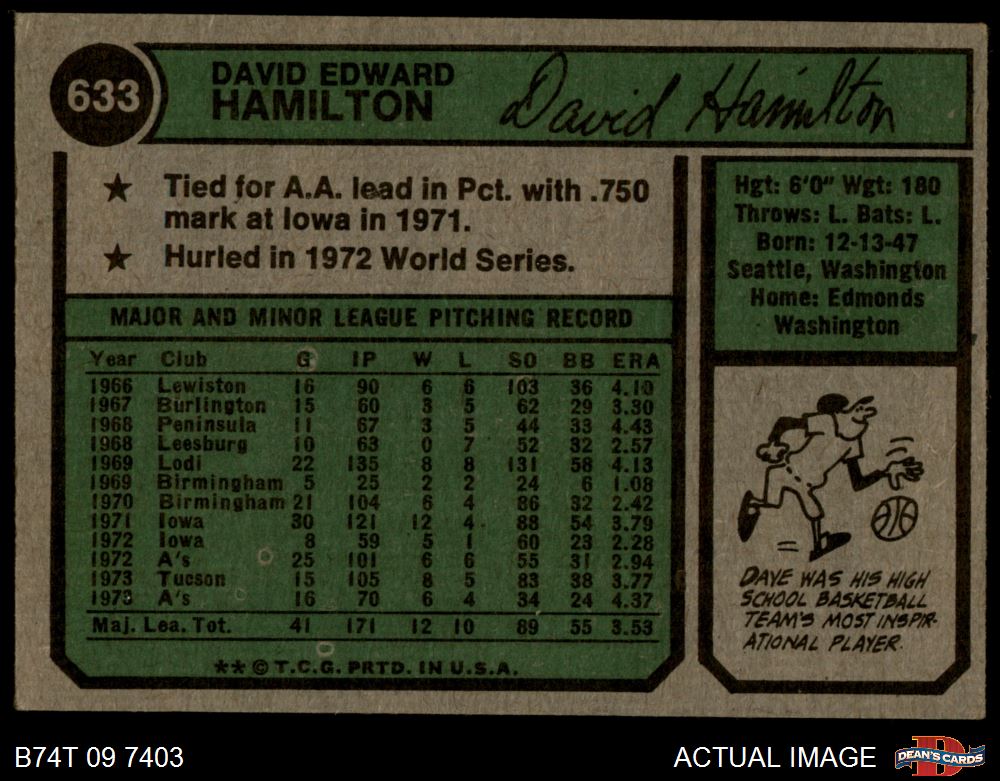 633
DAVID EDWARD
HAMILTON
David Hamilton
★ Tied for A.A. lead in Pct. with .750
mark at Iowa in 1971.
★ Hurled in 1972 World Series.
MAJOR AND MINOR LEAGUE PITCHING RECORD
Year Club G IP W L SO BB ERA
1966 Lewiston 16 90 6 6 103 36 4.10
1967 Burlington 15 60 3 5 62 29 3.30
1968 Peninsula 11 67 3 5 44 33 4.43
1968 Leesburg 10 63 0 7 52 32 2.57
1969 Lodi 22 135 8 8 131 58 4.13
1969 Birmingham 5 25 2 2 24 6 1.08
1970 Birmingham 21 104 6 4 86 32 2.42
1971 Iowa 30 121 12 4 88 54 3.79
1972 Iowa 8 59 5 1 60 23 2.28
1972 A's 25 101 6 6 55 31 2.94
1973 Tucson 15 105 8 5 83 38 3.77
1973 A's 16 70 6 4 34 24 4.37
Maj. Lea. Tot. 41 171 12 10 89 55 3.53
**©T.C.G. PRTD. IN U.S.A.
Hgt: 6'0" Wgt: 180
Throws: L. Bats: L.
Born: 12-13-47
Seattle, Washington
Home: Edmonds
Washington
DAVE WAS HIS HIGH
SCHOOL BASKETBALL
TEAM'S MOST INSPIR-
ATIONAL PLAYER.
B74T 09 7403
ACTUAL IMAGE
D
DEAN'S CARDS